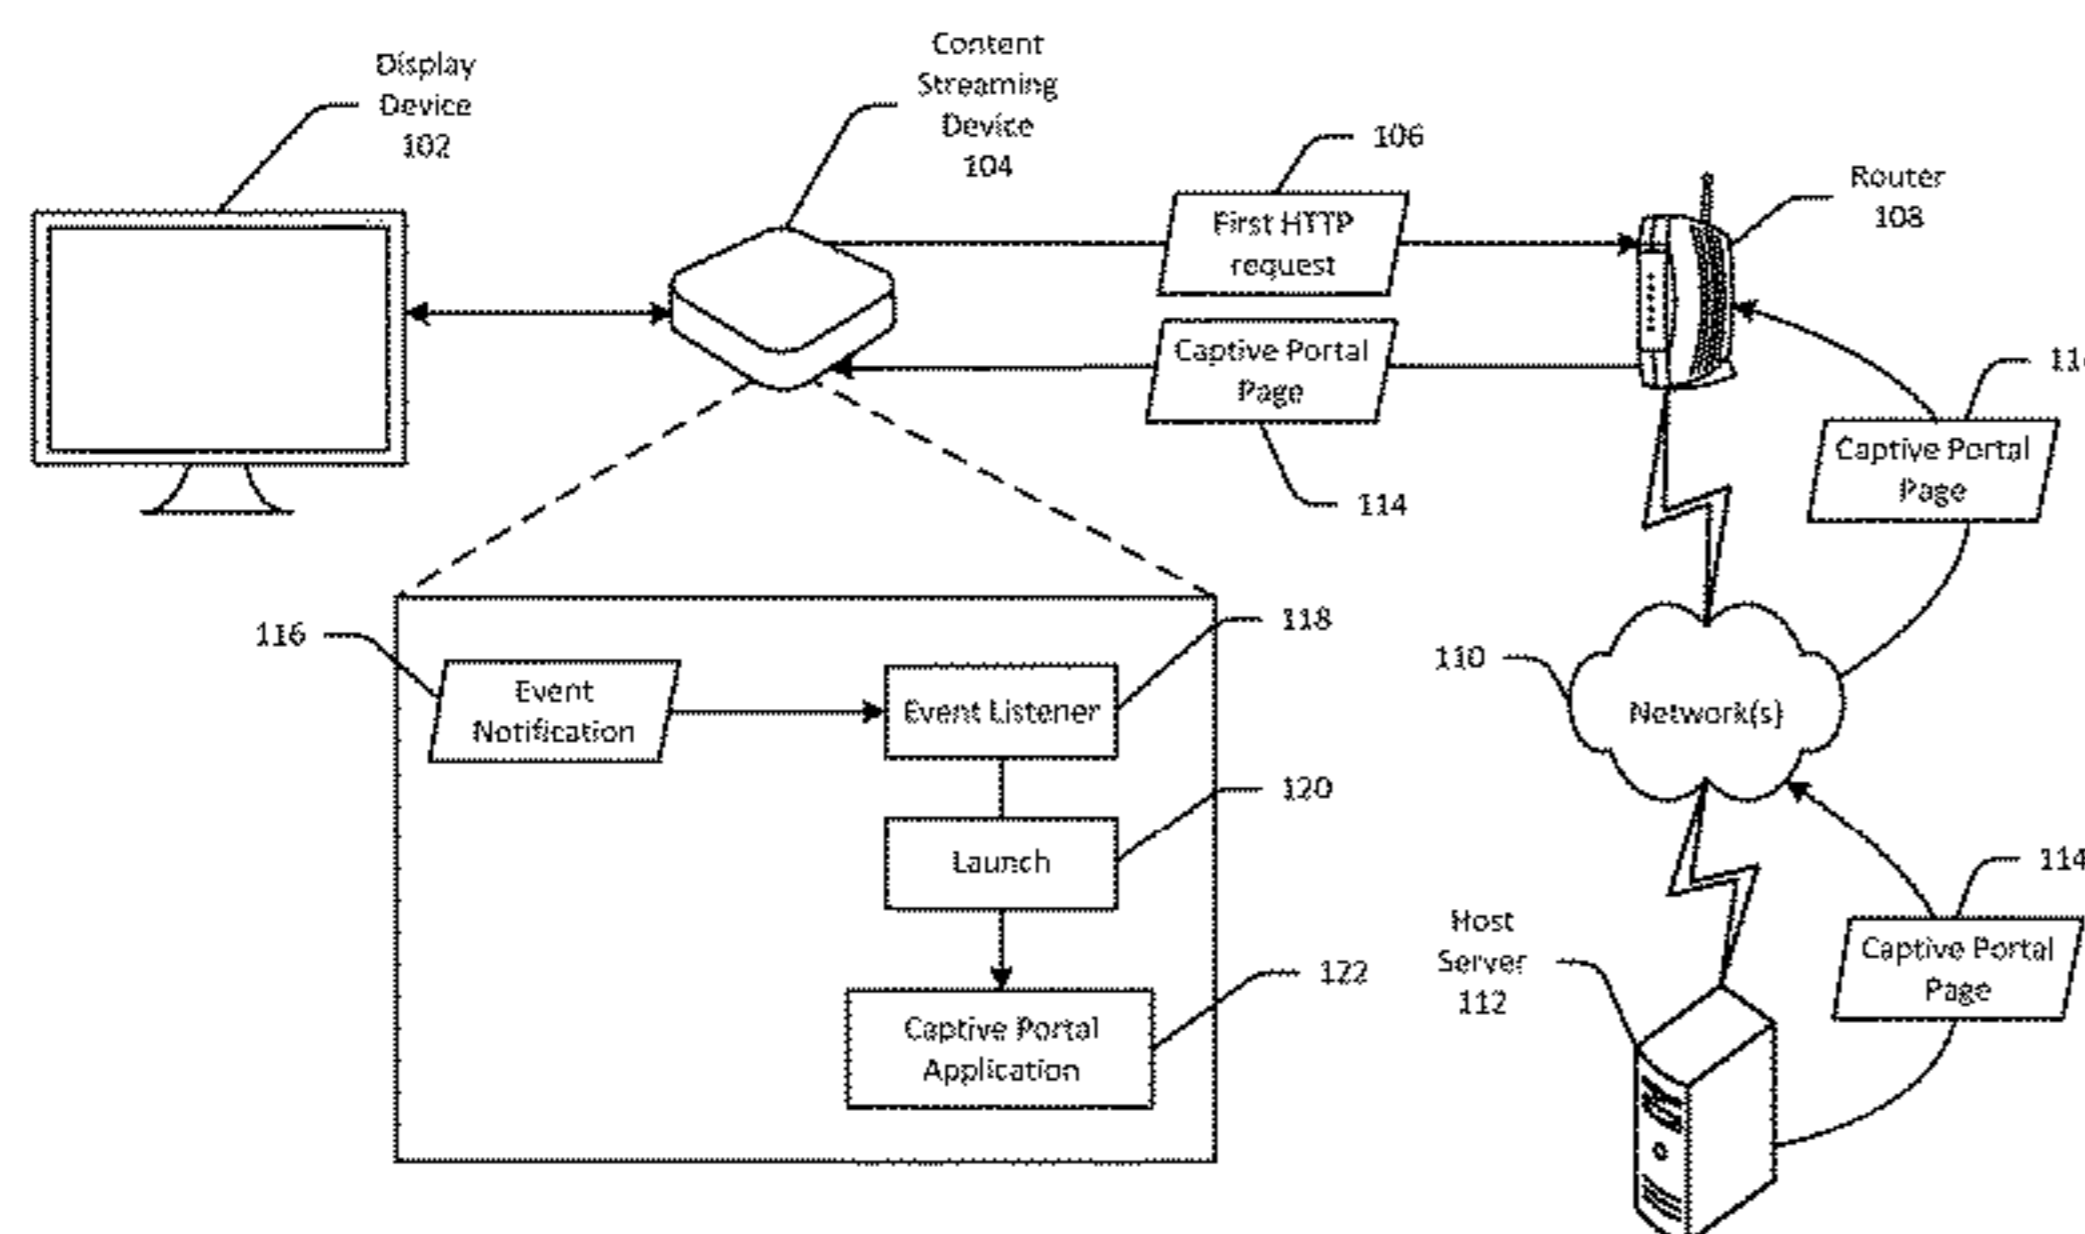 Display
Device
102
Content
Streaming
Device
104
106
First HTTP
request
Router
108
Captive Portal
Page
114
Captive Portal
Page
116
Event
Notification
118
Event Listener
110
Network(s)
120
Launch
122
Captive Portal
Application
Host
Server
112
114
Captive Portal
Page